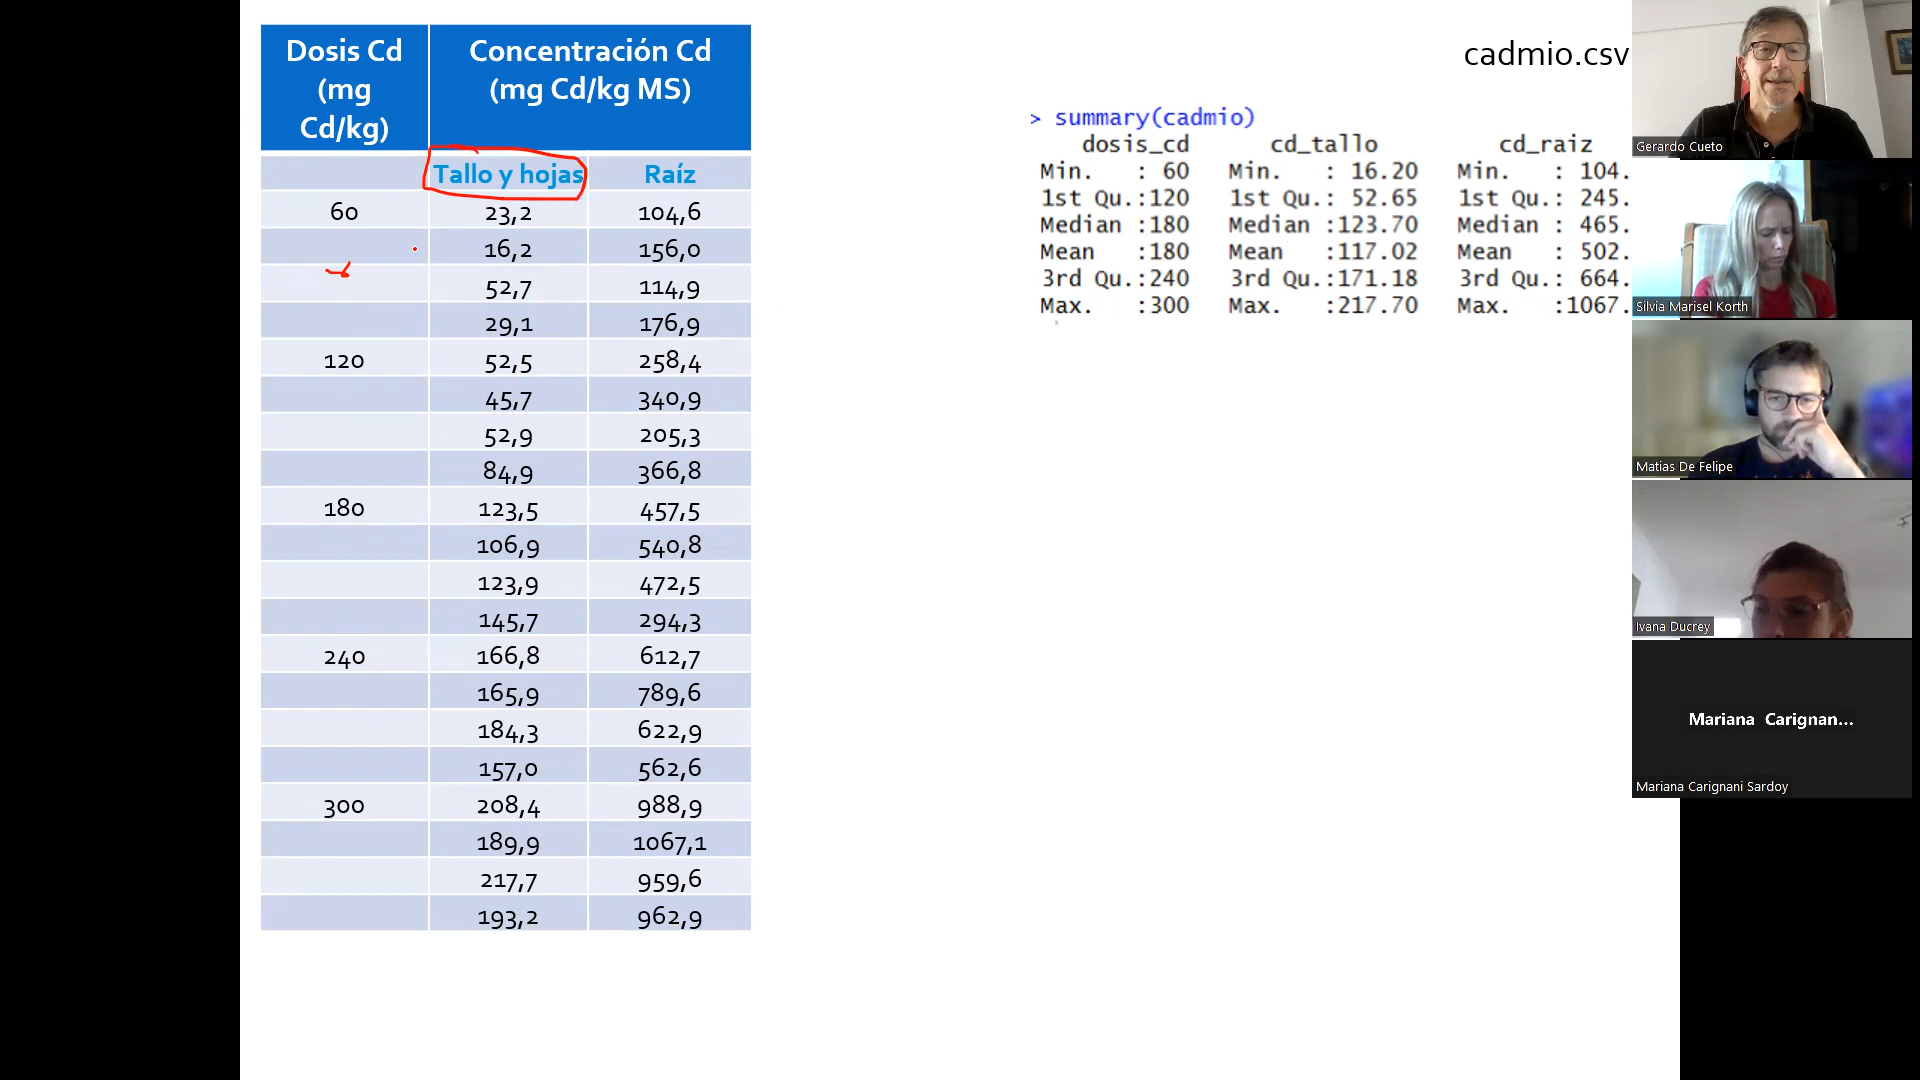 Dosis Cd (mg Cd/kg) Concentración Cd (mg Cd/kg MS)
Tallo y hojas Raíz
60 23,2 104,6
16,2 156,0
52,7 114,9
29,1 176,9
120 52,5 258,4
45,7 340,9
52,9 205,3
84,9 366,8
180 123,5 457,5
106,9 540,8
123,9 472,5
145,7 294,3
240 166,8 612,7
165,9 789,6
184,3 622,9
157,0 562,6
300 208,4 988,9
189,9 1067,1
217,7 959,6
193,2 962,9
cadmio.csv
> summary(cadmio)
dosis_cd cd_tallo cd_raiz
Min. : 60 Min. : 16.20 Min. : 104.
1st Qu.:120 1st Qu.: 52.65 1st Qu.: 245.
Median :180 Median :123.70 Median : 465.
Mean :180 Mean :117.02 Mean : 502.
3rd Qu.:240 3rd Qu.:171.18 3rd Qu.: 664.
Max. :300 Max. :217.70 Max. :1067.
Gerardo Cueto
Silvia Marisel Korth
Matias De Felipe
Ivana Ducrey
Mariana Carignan...
Mariana Carignani Sardoy